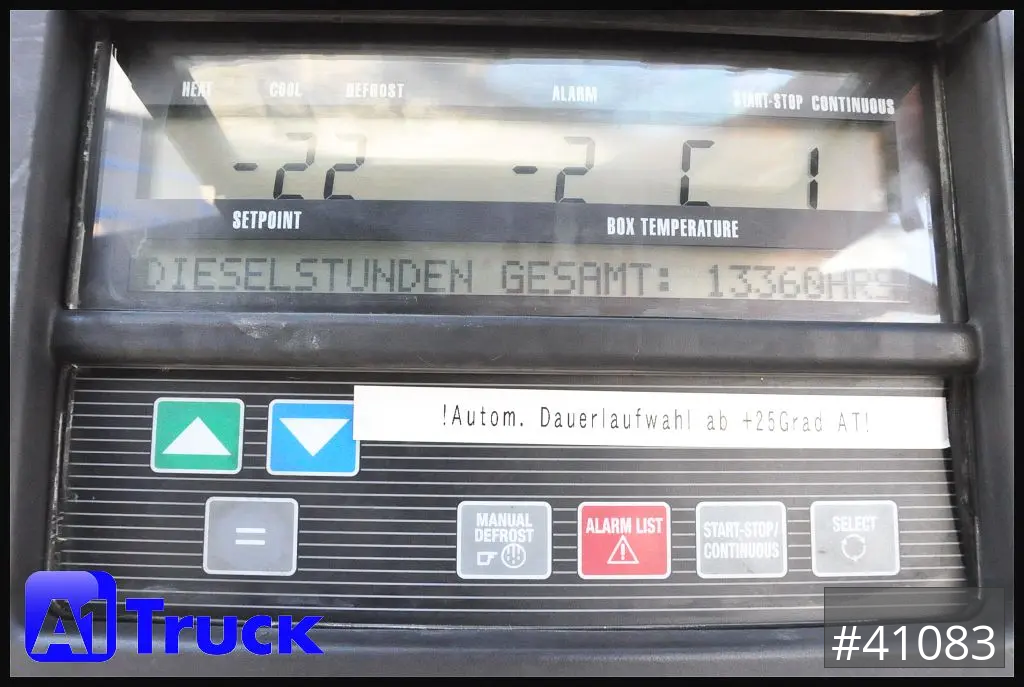 HEAT COOL DEFROST ALARM START-STOP CONTINUOUS
-22 -2 C 1
SETPOINT BOX TEMPERATURE
DIESELSTUNDEN GESAMT: 13360HRS
!Autom. Dauerlaufwahl ab +25Grad AT!
=
MANUAL
DEFROST
ALARM LIST
START-STOP/
CONTINUOUS
SELECT
A1 Truck
#41083